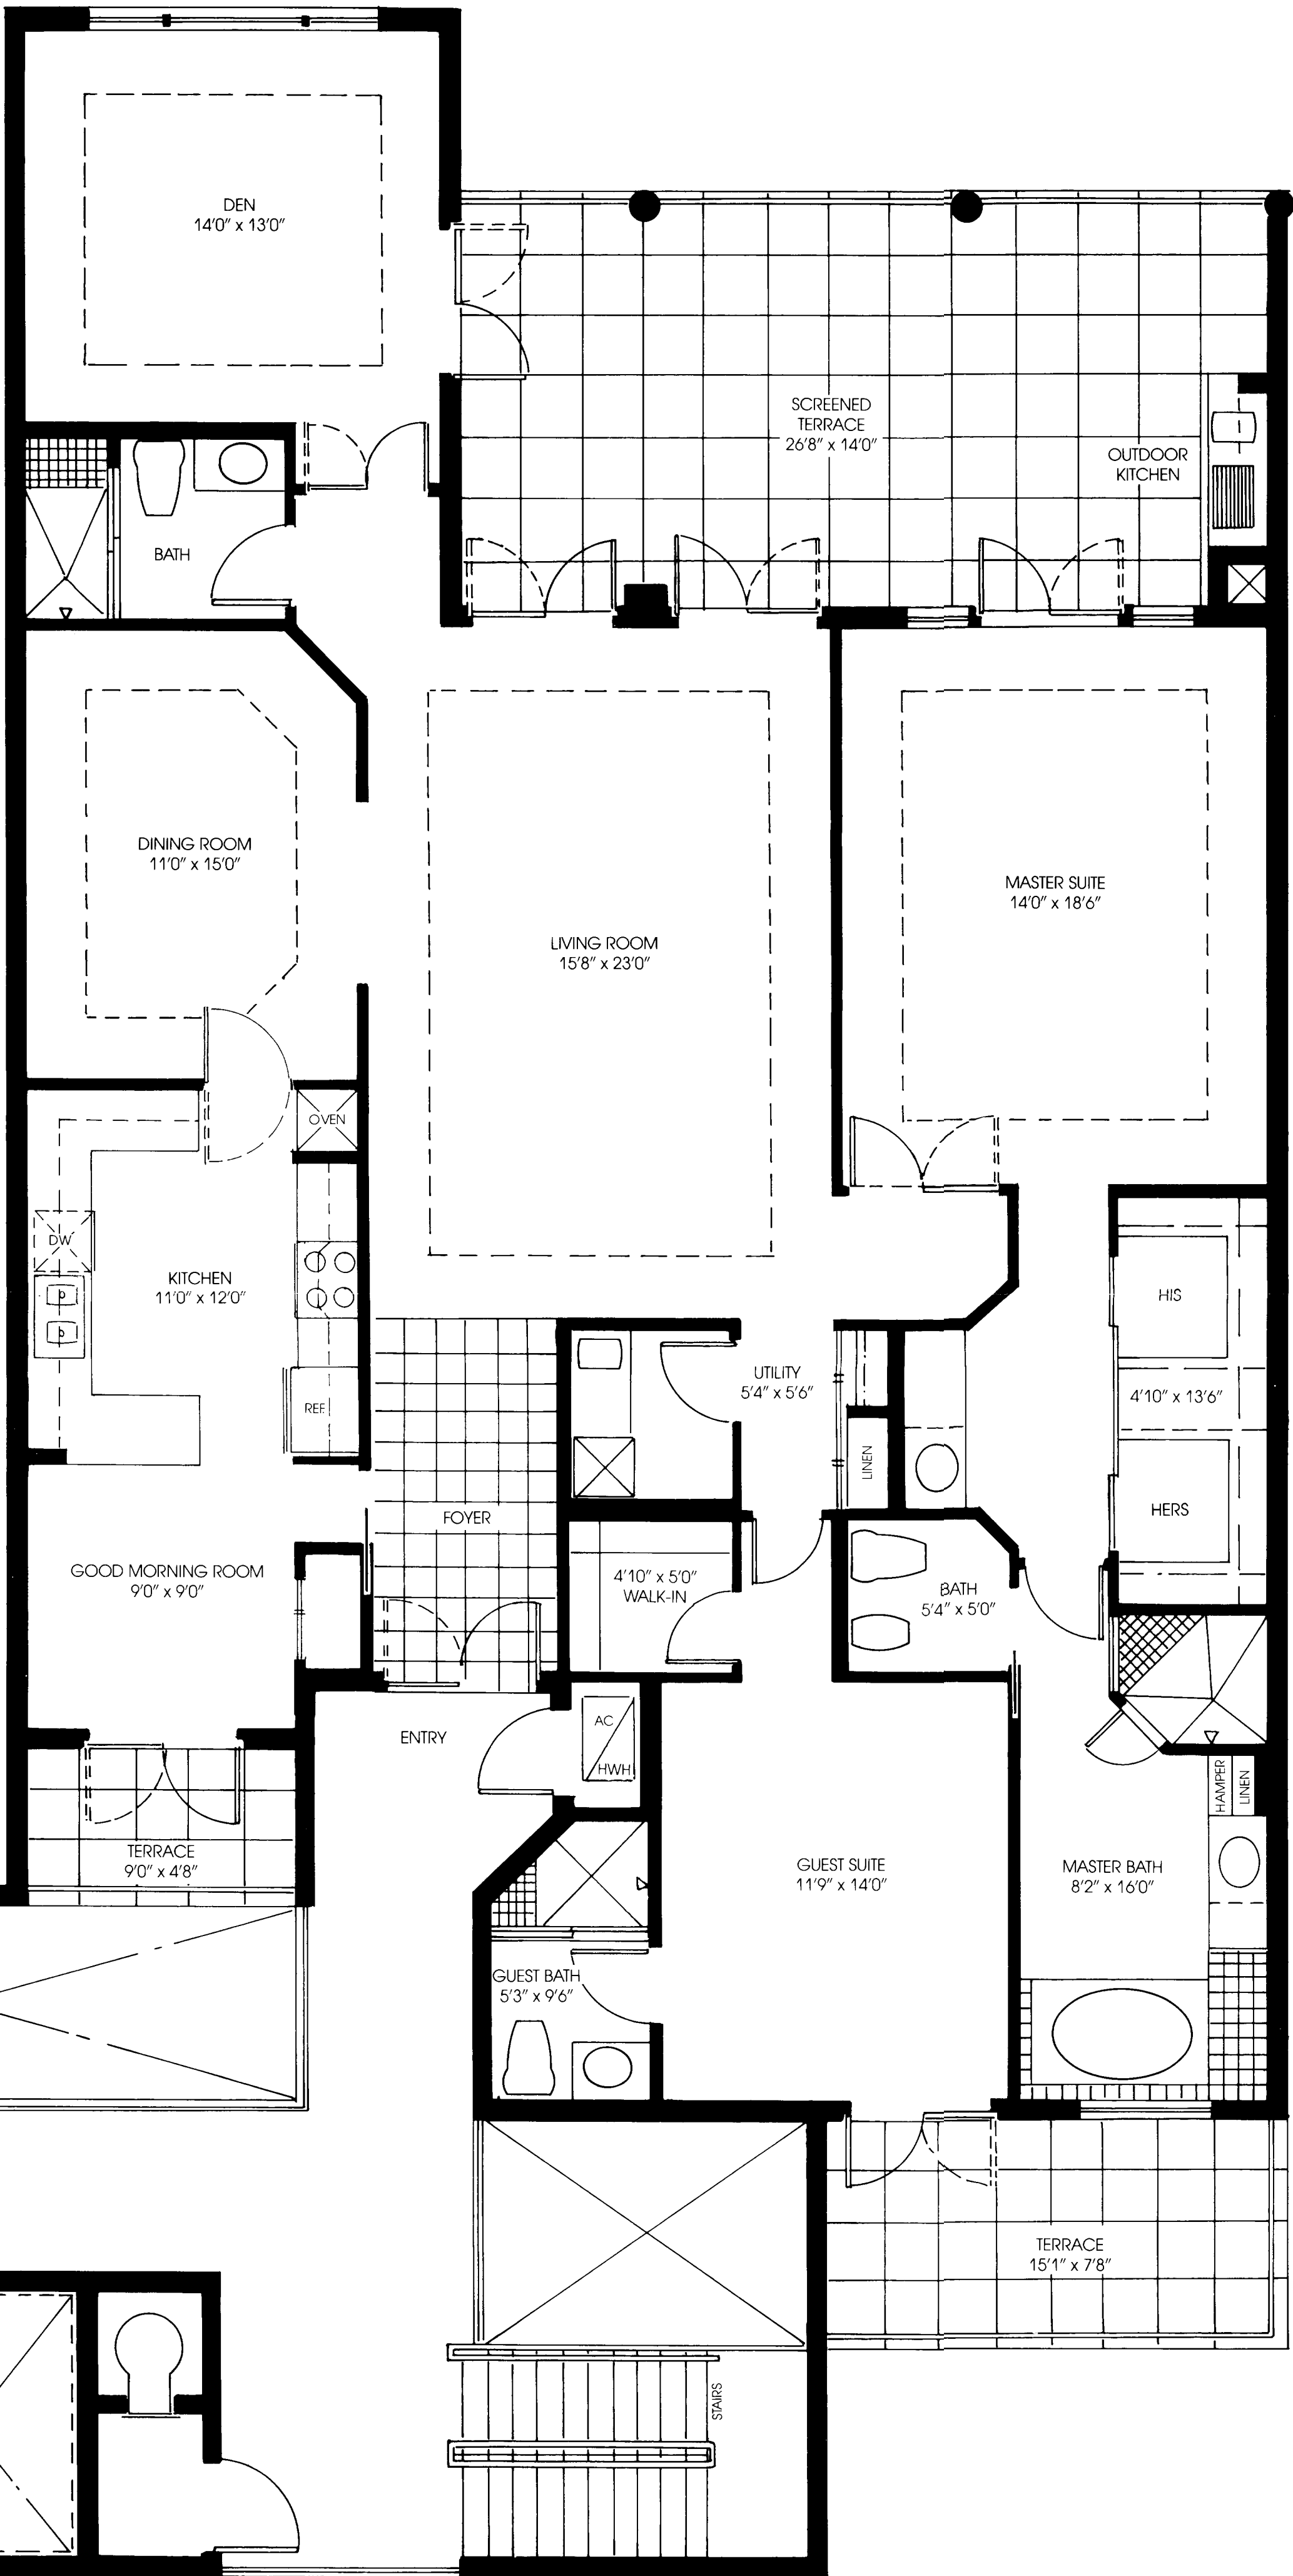 DEN
14'0" x 13'0"
SCREENED
TERRACE
26'8" x 14'0"
OUTDOOR
KITCHEN
BATH
DINING ROOM
11'0" x 15'0"
MASTER SUITE
14'0" x 18'6"
LIVING ROOM
15'8" x 23'0"
OVEN
DW
KITCHEN
11'0" x 12'0"
REF.
HIS
4'10" x 13'6"
HERS
UTILITY
5'4" x 5'6"
LINEN
FOYER
GOOD MORNING ROOM
9'0" x 9'0"
4'10" x 5'0"
WALK-IN
BATH
5'4" x 5'0"
ENTRY
AC
HWH
HAMPER
LINEN
TERRACE
9'0" x 4'8"
GUEST SUITE
11'9" x 14'0"
MASTER BATH
8'2" x 16'0"
GUEST BATH
5'3" x 9'6"
TERRACE
15'1" x 7'8"
STAIRS